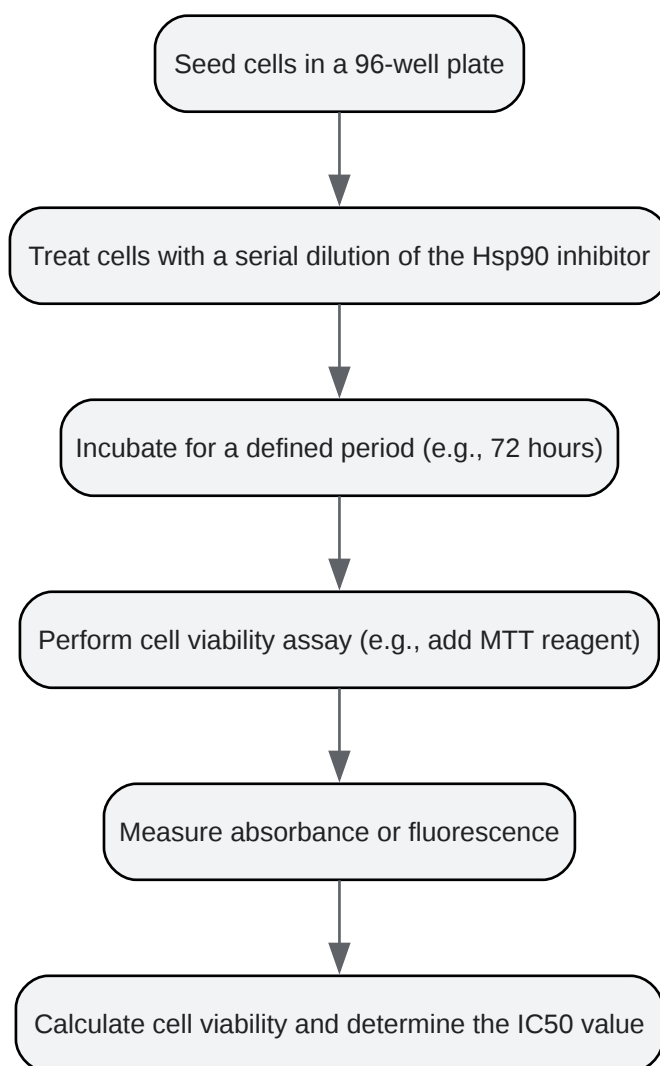 Seed cells in a 96-well plate
Treat cells with a serial dilution of the Hsp90 inhibitor
Incubate for a defined period (e.g., 72 hours)
Perform cell viability assay (e.g., add MTT reagent)
Measure absorbance or fluorescence
Calculate cell viability and determine the IC50 value